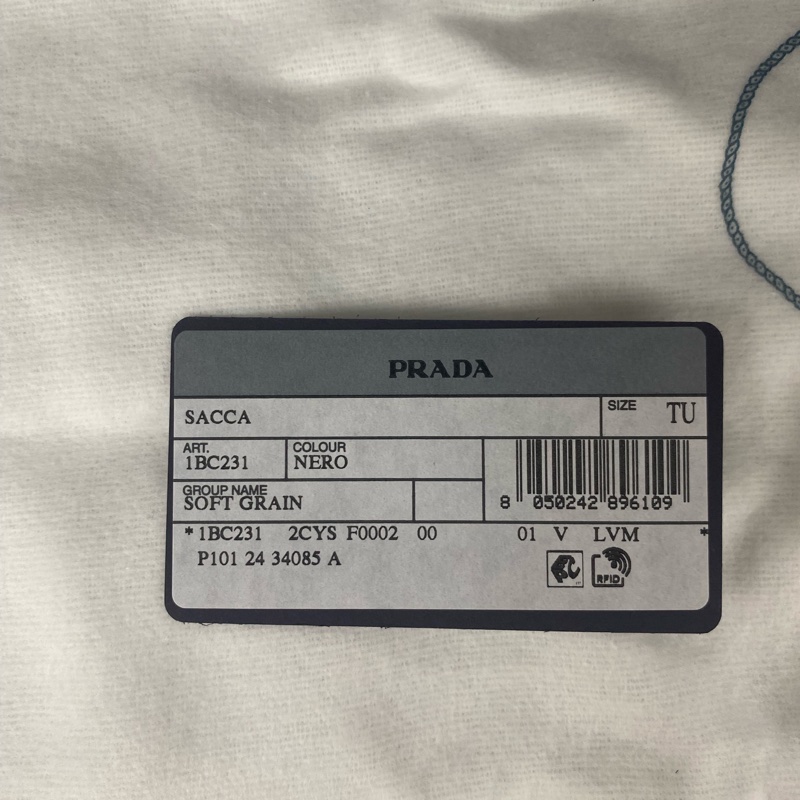 PRADA
SACCA
SIZE TU
ART.
1BC231
COLOUR
NERO
GROUP NAME
SOFT GRAIN
8 050242 896109
* 1BC231 2CYS F0002 00 01 V LVM *
P101 24 34085 A
RFID